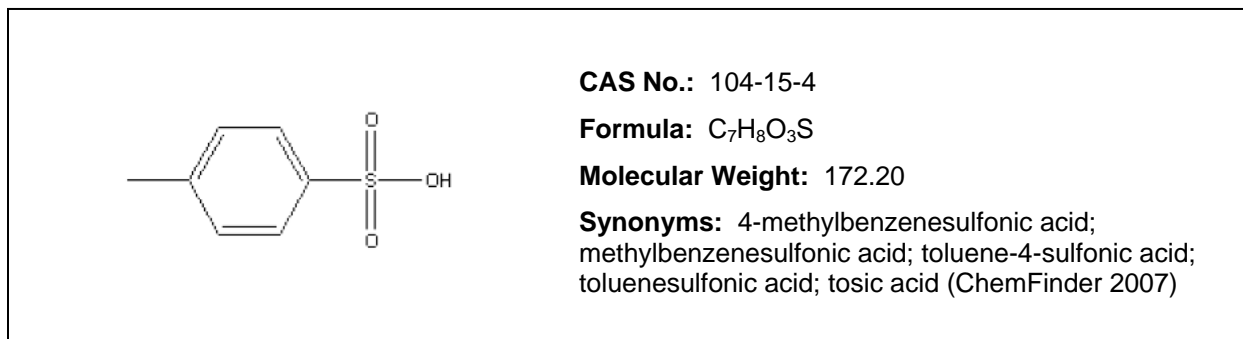 O
S
OH
O
CAS No.: 104-15-4
Formula: C₇H₈O₃S
Molecular Weight: 172.20
Synonyms: 4-methylbenzenesulfonic acid;
methylbenzenesulfonic acid; toluene-4-sulfonic acid;
toluenesulfonic acid; tosic acid (ChemFinder 2007)